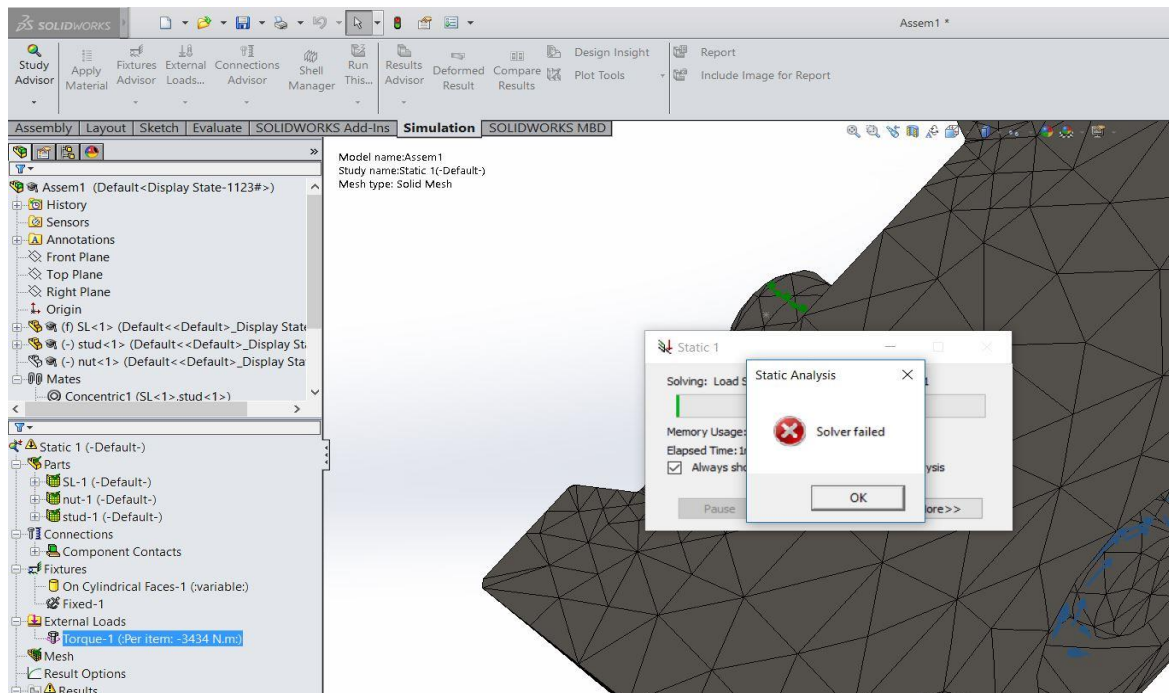 SOLIDWORKS
Assem1 *
Study Advisor
Apply Material
Fixtures Advisor
External Loads...
Connections Advisor
Shell Manager
Run This...
Results Advisor
Deformed Result
Compare Results
Design Insight
Plot Tools
Report
Include Image for Report
Assembly Layout Sketch Evaluate SOLIDWORKS Add-Ins Simulation SOLIDWORKS MBD
Model name:Assem1
Study name:Static 1(-Default-)
Mesh type: Solid Mesh
Assem1 (Default<Display State-1123#>)
History
Sensors
Annotations
Front Plane
Top Plane
Right Plane
Origin
(f) SL<1> (Default<<Default>_Display State
(-) stud<1> (Default<<Default>_Display St
(-) nut<1> (Default<<Default>_Display Sta
Mates
Concentric1 (SL<1>,stud<1>)
Static 1 (-Default-)
Parts
SL-1 (-Default-)
nut-1 (-Default-)
stud-1 (-Default-)
Connections
Component Contacts
Fixtures
On Cylindrical Faces-1 (:variable:)
Fixed-1
External Loads
Torque-1 (:Per item: -3434 N.m:)
Mesh
Result Options
Results
Static 1
Solving: Load S
Memory Usage:
Elapsed Time:
Always sho
ysis
Pause
ore>>
Static Analysis
Solver failed
OK